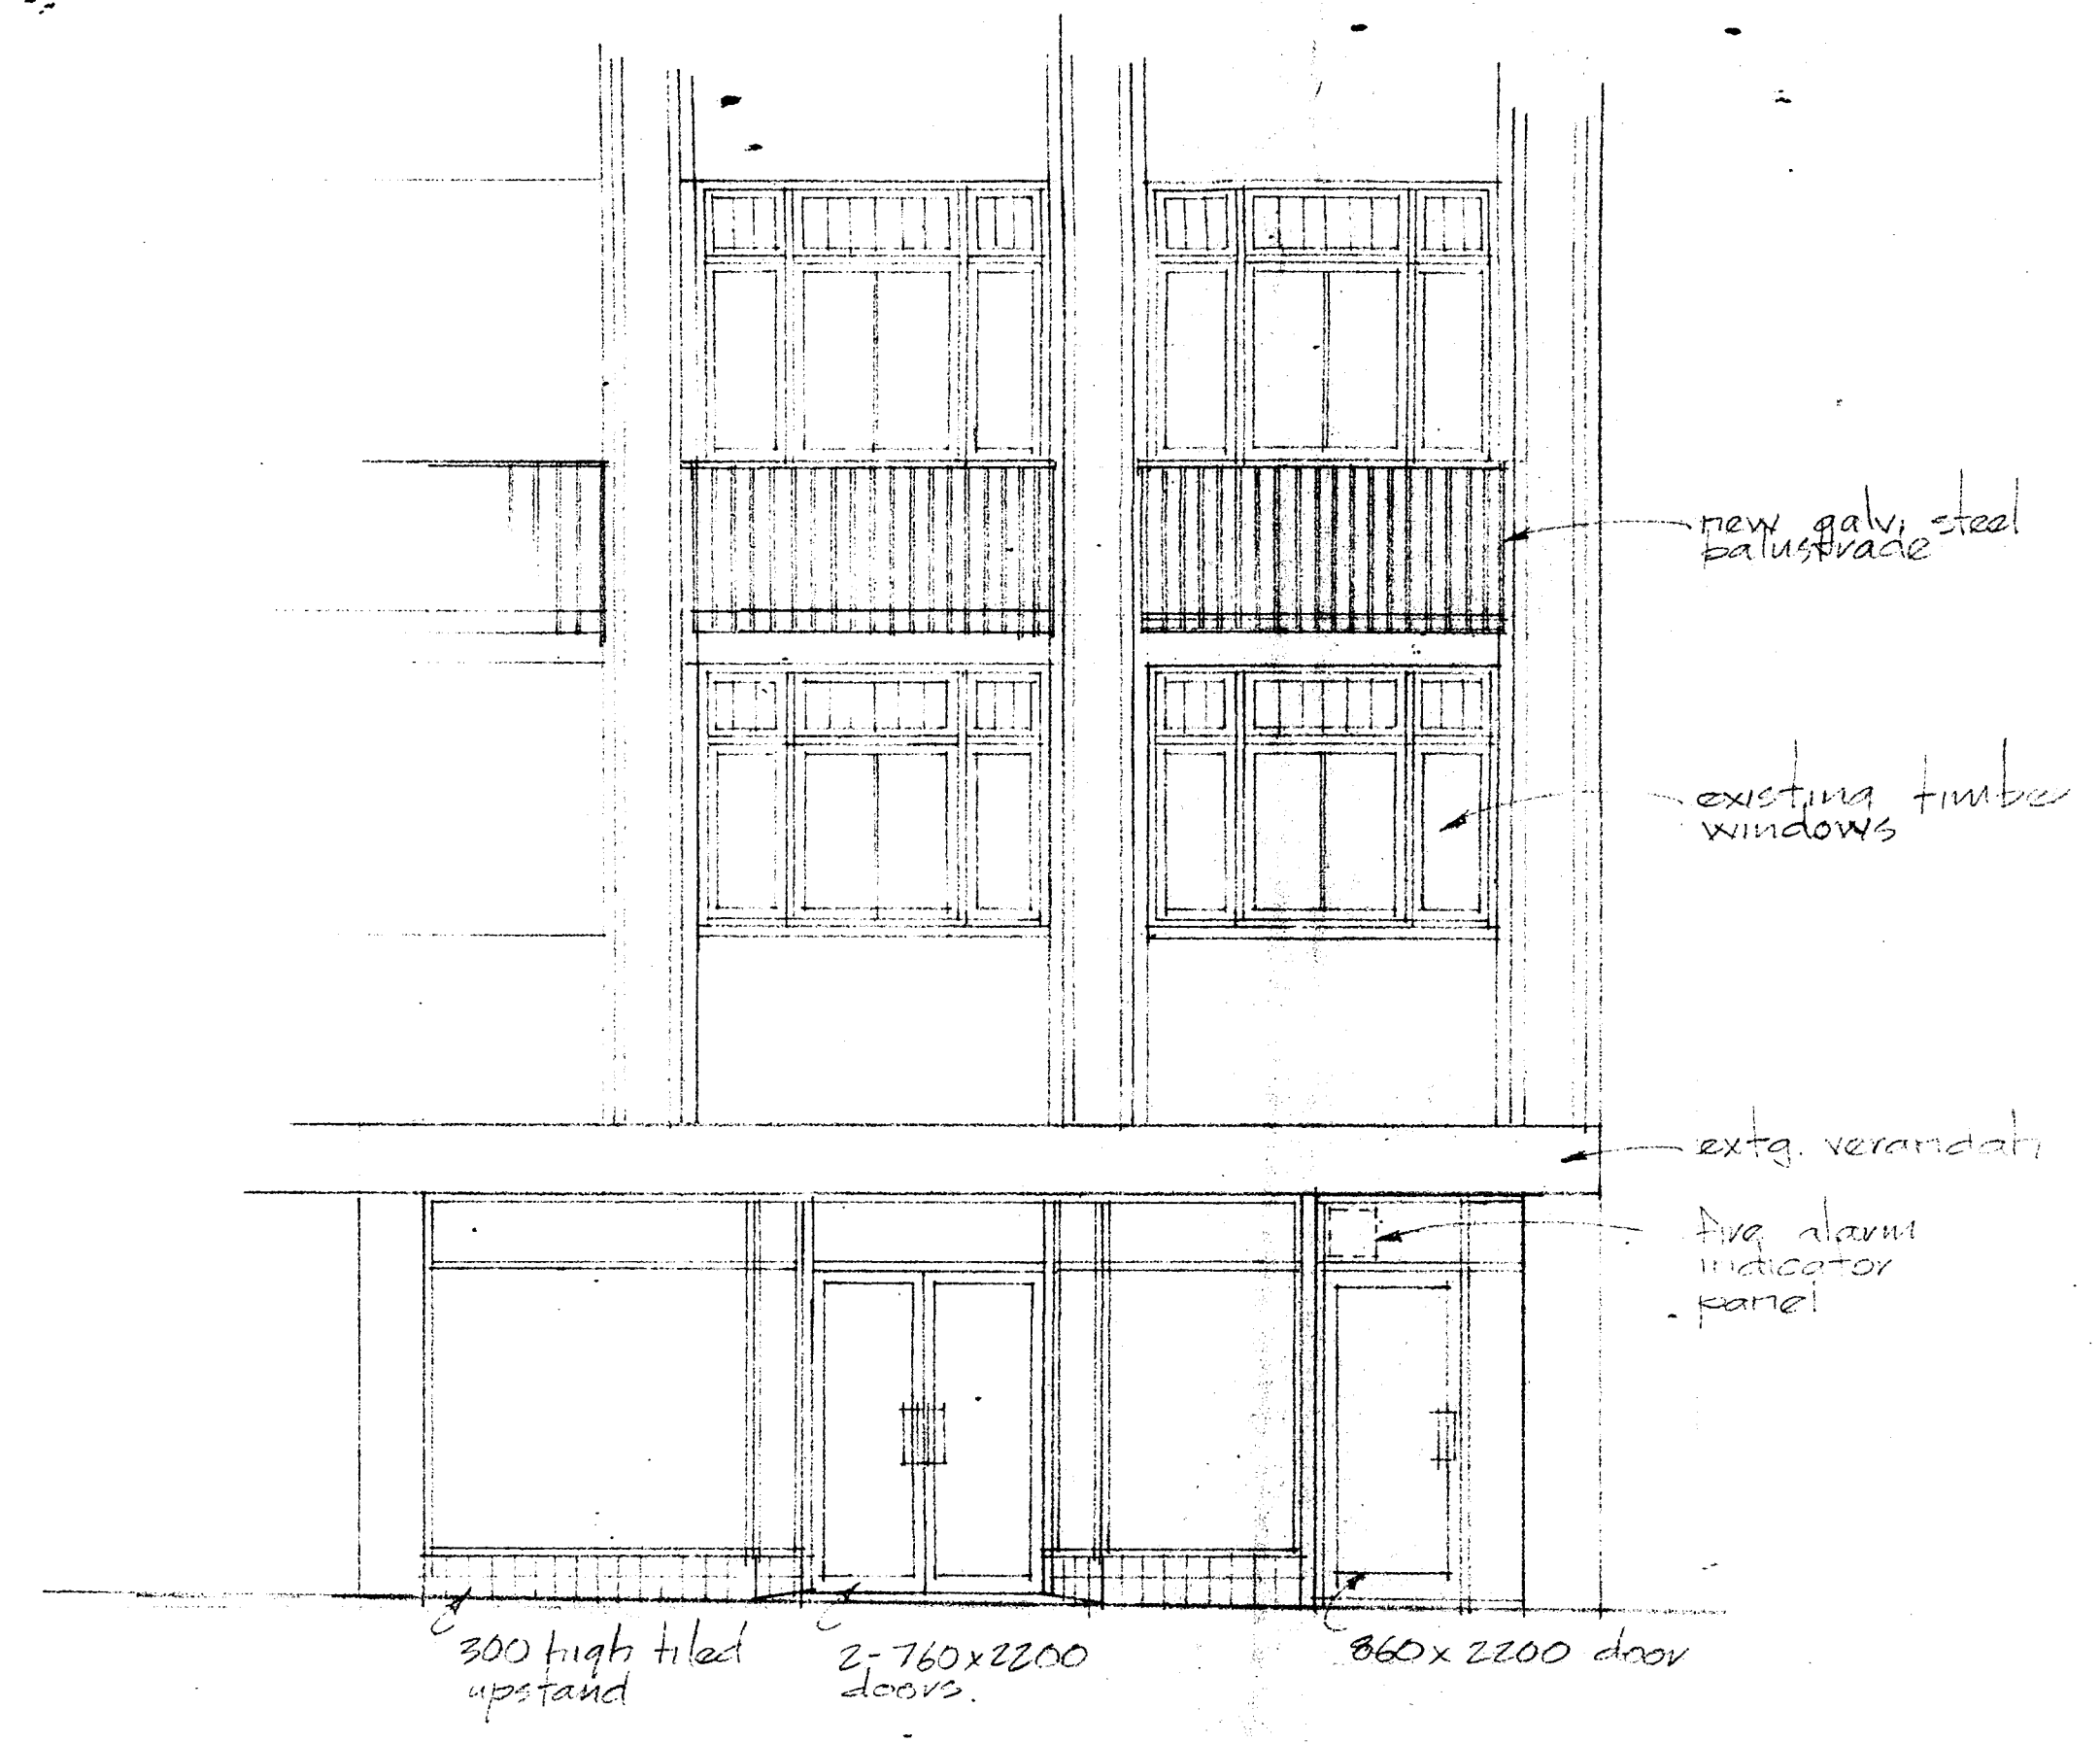 new galv. steel
balustrade
existing timber
windows
extg. verandah
fire alarm
indicator
panel
300 high tiled
upstand
2-760x2200
doors.
860x2200 door